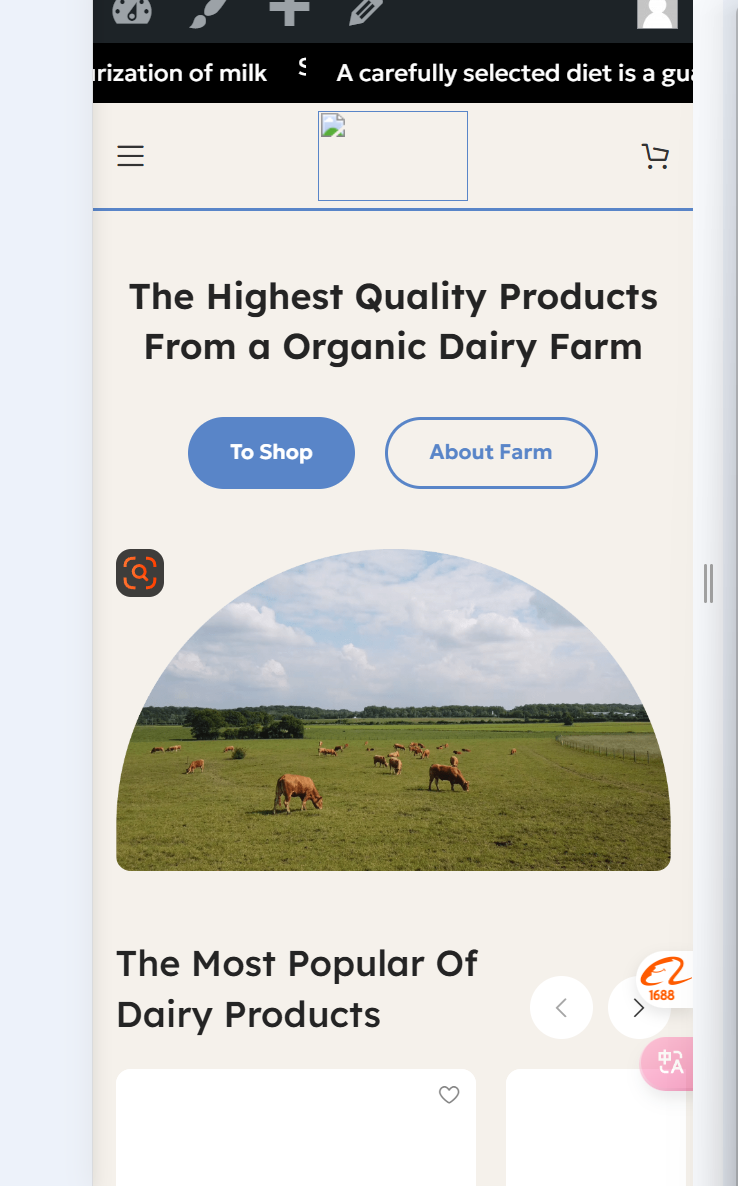 rization of milk
A carefully selected diet is a gua
The Highest Quality Products
From a Organic Dairy Farm
To Shop
About Farm
The Most Popular Of
Dairy Products
1688
中A